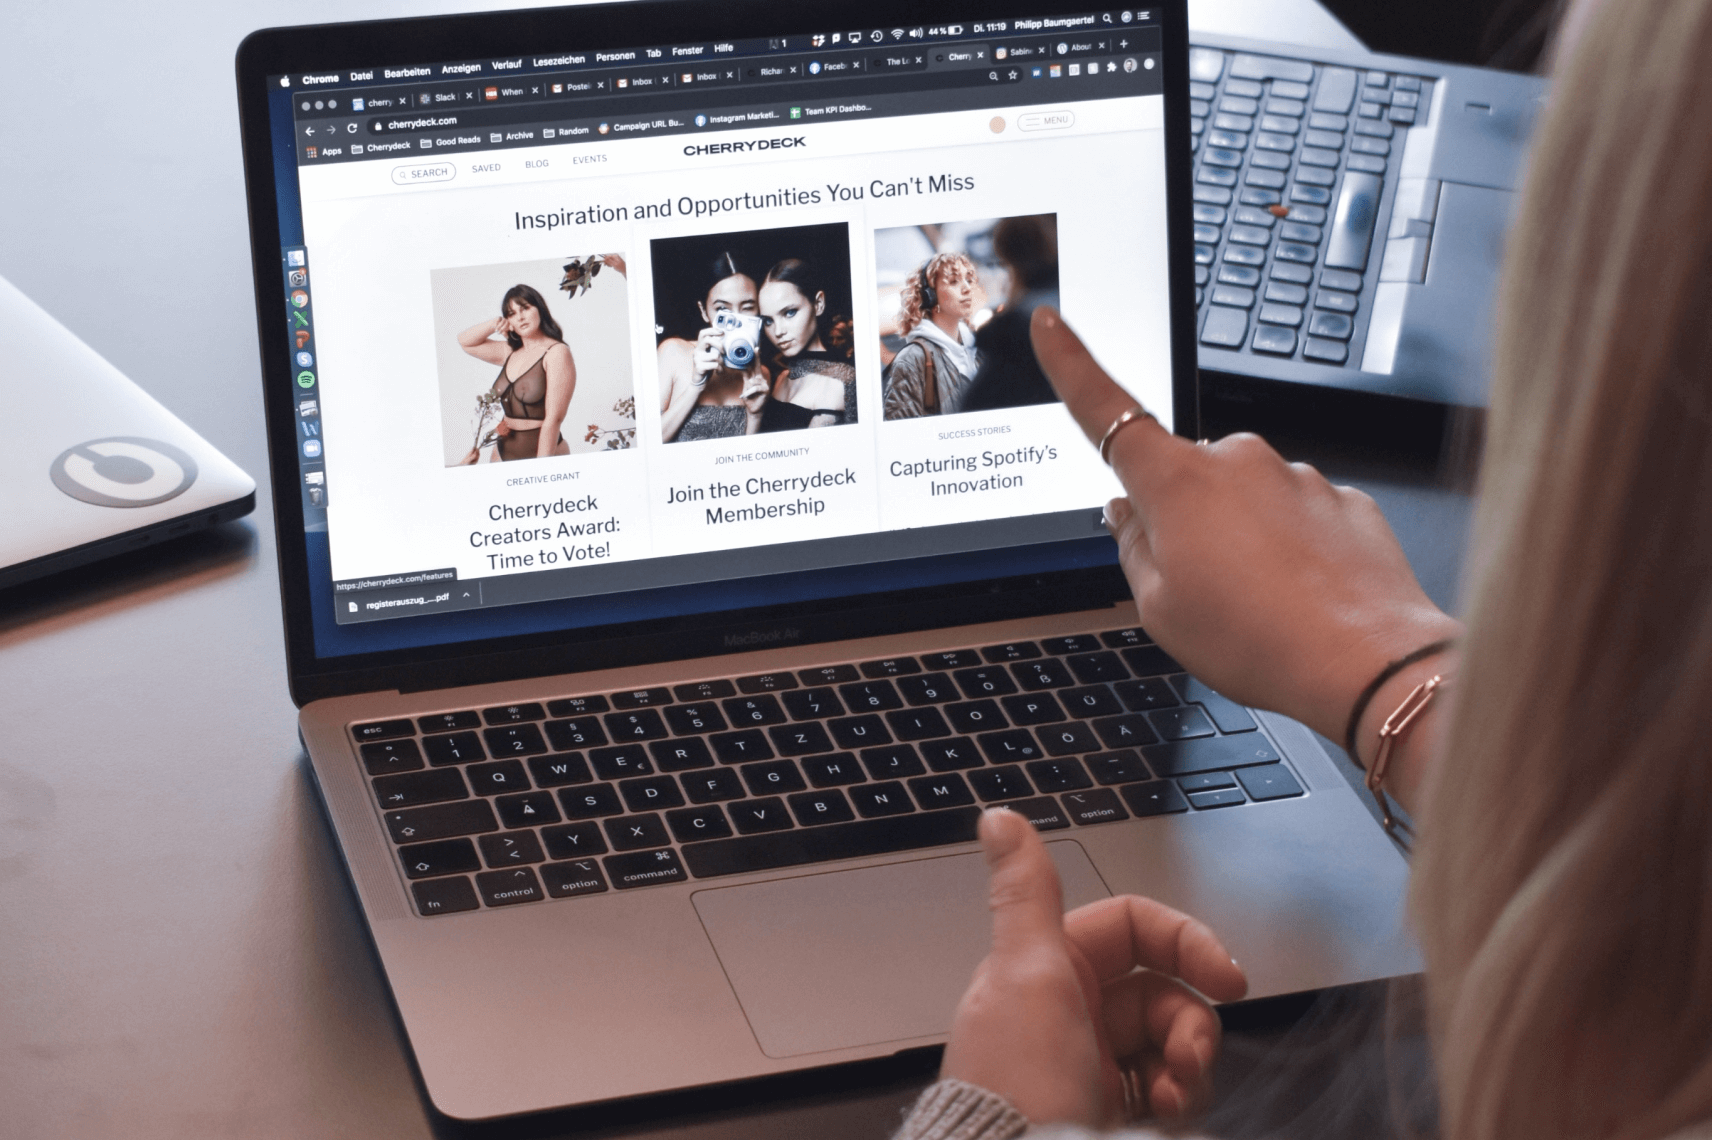 Chrome Datei Bearbeiten Anzeigen Verlauf Lesezeichen Personen Tab Fenster Hilfe 1 44 % Di. 11:19 Philipp Baumgaertel
cherry Slack When Postei Inbox Inbox Richar Faceb The Le Cherry Sabin About
cherrydeck.com
Apps Cherrydeck Good Reads Archive Random Campaign URL Bu... Instagram Marketi... Team KPI Dashbo...
SEARCH SAVED BLOG EVENTS CHERRYDECK MENU
Inspiration and Opportunities You Can't Miss
CREATIVE GRANT
Cherrydeck
Creators Award:
Time to Vote!
JOIN THE COMMUNITY
Join the Cherrydeck
Membership
SUCCESS STORIES
Capturing Spotify's
Innovation
https://cherrydeck.com/features
registerauszug_....pdf
MacBook Air
esc
^ ! 1 " 2 § 3 $ 4 % 5 & 6 / 7 ( 8 ) 9 = 0 ? ß
Q W E € R T Z U I O P Ü * +
A S D F G H J K L Ö Ä
> < Y X C V B N M ; : _
fn control option command option